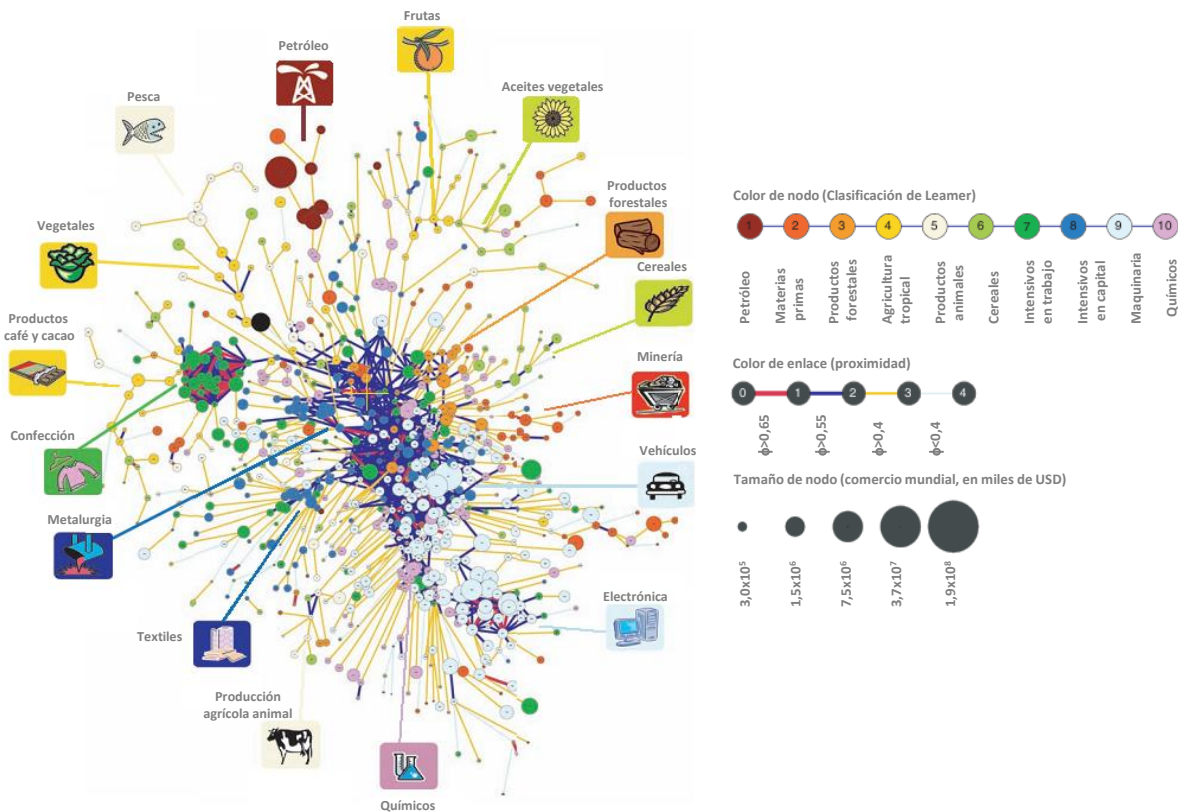 Frutas
Petróleo
Aceites vegetales
Pesca
Productos
forestales
Vegetales
Cereales
Productos
café y cacao
Minería
Confección
Vehículos
Metalurgia
Electrónica
Textiles
Producción
agrícola animal
Químicos
Color de nodo (Clasificación de Leamer)
1 2 3 4 5 6 7 8 9 10
Petróleo
Materias
primas
Productos
forestales
Agricultura
tropical
Productos
animales
Cereales
Intensivos
en trabajo
Intensivos
en capital
Maquinaria
Químicos
Color de enlace (proximidad)
0 1 2 3 4
ϕ>0,65
ϕ>0,55
ϕ>0,4
ϕ<0,4
Tamaño de nodo (comercio mundial, en miles de USD)
3,0x10⁵
1,5x10⁶
7,5x10⁶
3,7x10⁷
1,9x10⁸